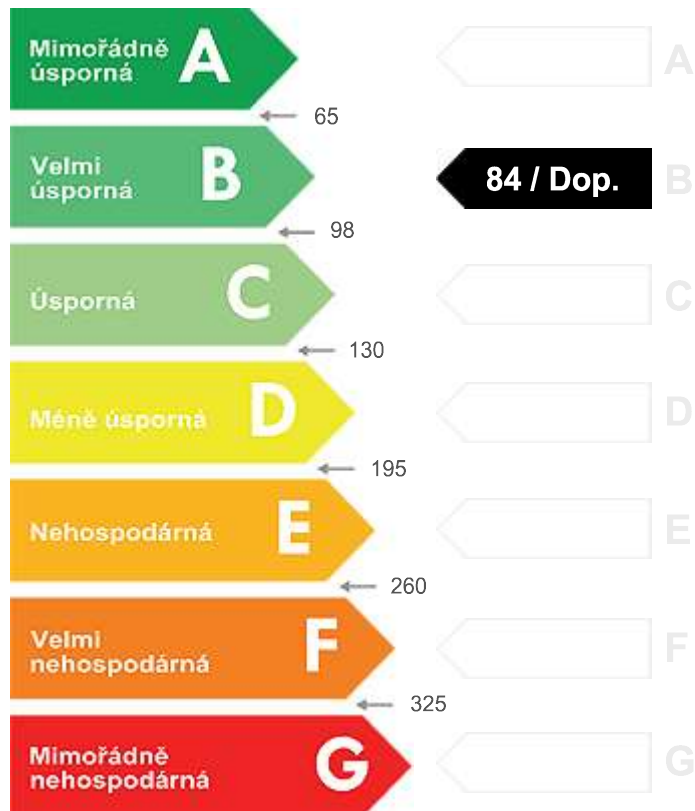 Mimořádně
úsporná
A
A
65
Velmi
úsporná
B
84 / Dop.
B
98
Úsporná
C
C
130
Méně úsporná
D
D
195
Nehospodárná
E
E
260
Velmi
nehospodárná
F
F
325
Mimořádně
nehospodárná
G
G